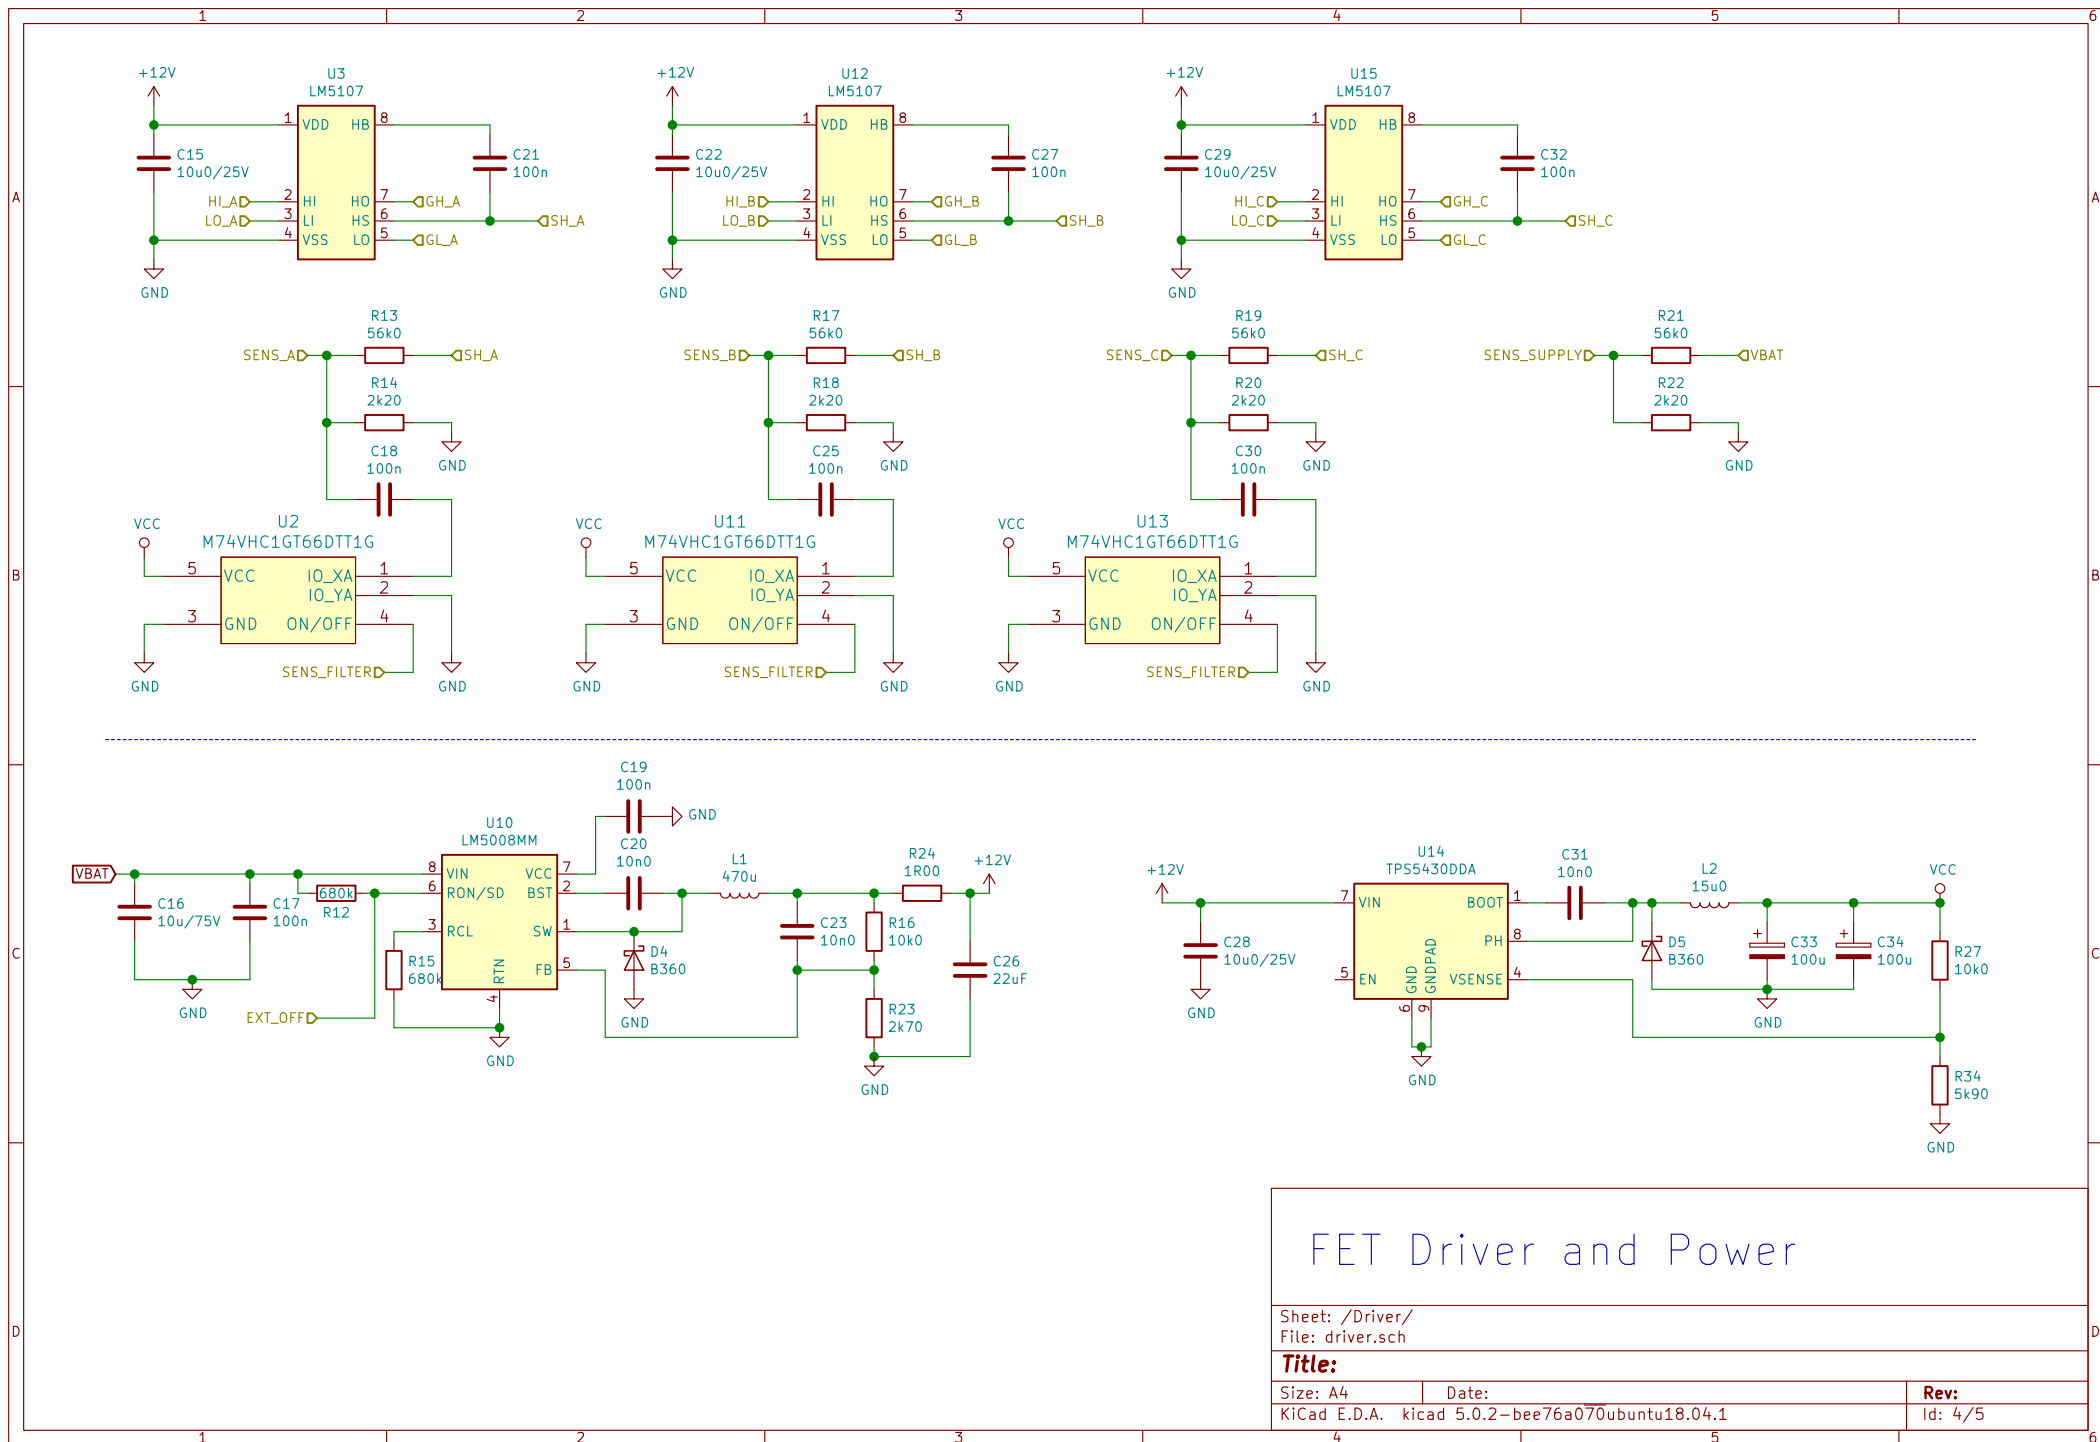 1 2 3 4 5 6
A A
B B
C C
D D
+12V
U3
LM5107
1 VDD HB 8
C15
10u0/25V
C21
100n
HI_A 2 HI HO 7 GH_A
LO_A 3 LI HS 6 SH_A
4 VSS LO 5 GL_A
GND
+12V
U12
LM5107
1 VDD HB 8
C22
10u0/25V
C27
100n
HI_B 2 HI HO 7 GH_B
LO_B 3 LI HS 6 SH_B
4 VSS LO 5 GL_B
GND
+12V
U15
LM5107
1 VDD HB 8
C29
10u0/25V
C32
100n
HI_C 2 HI HO 7 GH_C
LO_C 3 LI HS 6 SH_C
4 VSS LO 5 GL_C
GND
R13
56k0
SENS_A SH_A
R14
2k20
GND
C18
100n
VCC
U2
M74VHC1GT66DTT1G
5 VCC IO_XA 1
IO_YA 2
3 GND ON/OFF 4
SENS_FILTER
GND GND
R17
56k0
SENS_B SH_B
R18
2k20
GND
C25
100n
VCC
U11
M74VHC1GT66DTT1G
5 VCC IO_XA 1
IO_YA 2
3 GND ON/OFF 4
SENS_FILTER
GND GND
R19
56k0
SENS_C SH_C
R20
2k20
GND
C30
100n
VCC
U13
M74VHC1GT66DTT1G
5 VCC IO_XA 1
IO_YA 2
3 GND ON/OFF 4
SENS_FILTER
GND GND
R21
56k0
SENS_SUPPLY VBAT
R22
2k20
GND
C19
100n
GND
U10
LM5008MM
C20
10n0
VBAT
8 VIN VCC 7
6 RON/SD BST 2
3 RCL SW 1
RTN FB 5
4
C16
10u/75V
C17
100n
680k
R12
R15
680k
GND
EXT_OFF
GND
D4
B360
GND
L1
470u
C23
10n0
R16
10k0
R24
1R00
+12V
C26
22uF
R23
2k70
GND
+12V
C28
10u0/25V
GND
U14
TPS5430DDA
7 VIN BOOT 1
PH 8
5 EN VSENSE 4
GND GNDPAD
6 9
GND
C31
10n0
D5
B360
L2
15u0
+ C33
100u
+ C34
100u
GND
VCC
R27
10k0
R34
5k90
GND
FET Driver and Power
Sheet: /Driver/
File: driver.sch
Title:
Size: A4 Date: Rev:
KiCad E.D.A. kicad 5.0.2-bee76a070ubuntu18.04.1 Id: 4/5
1 2 3 4 5 6